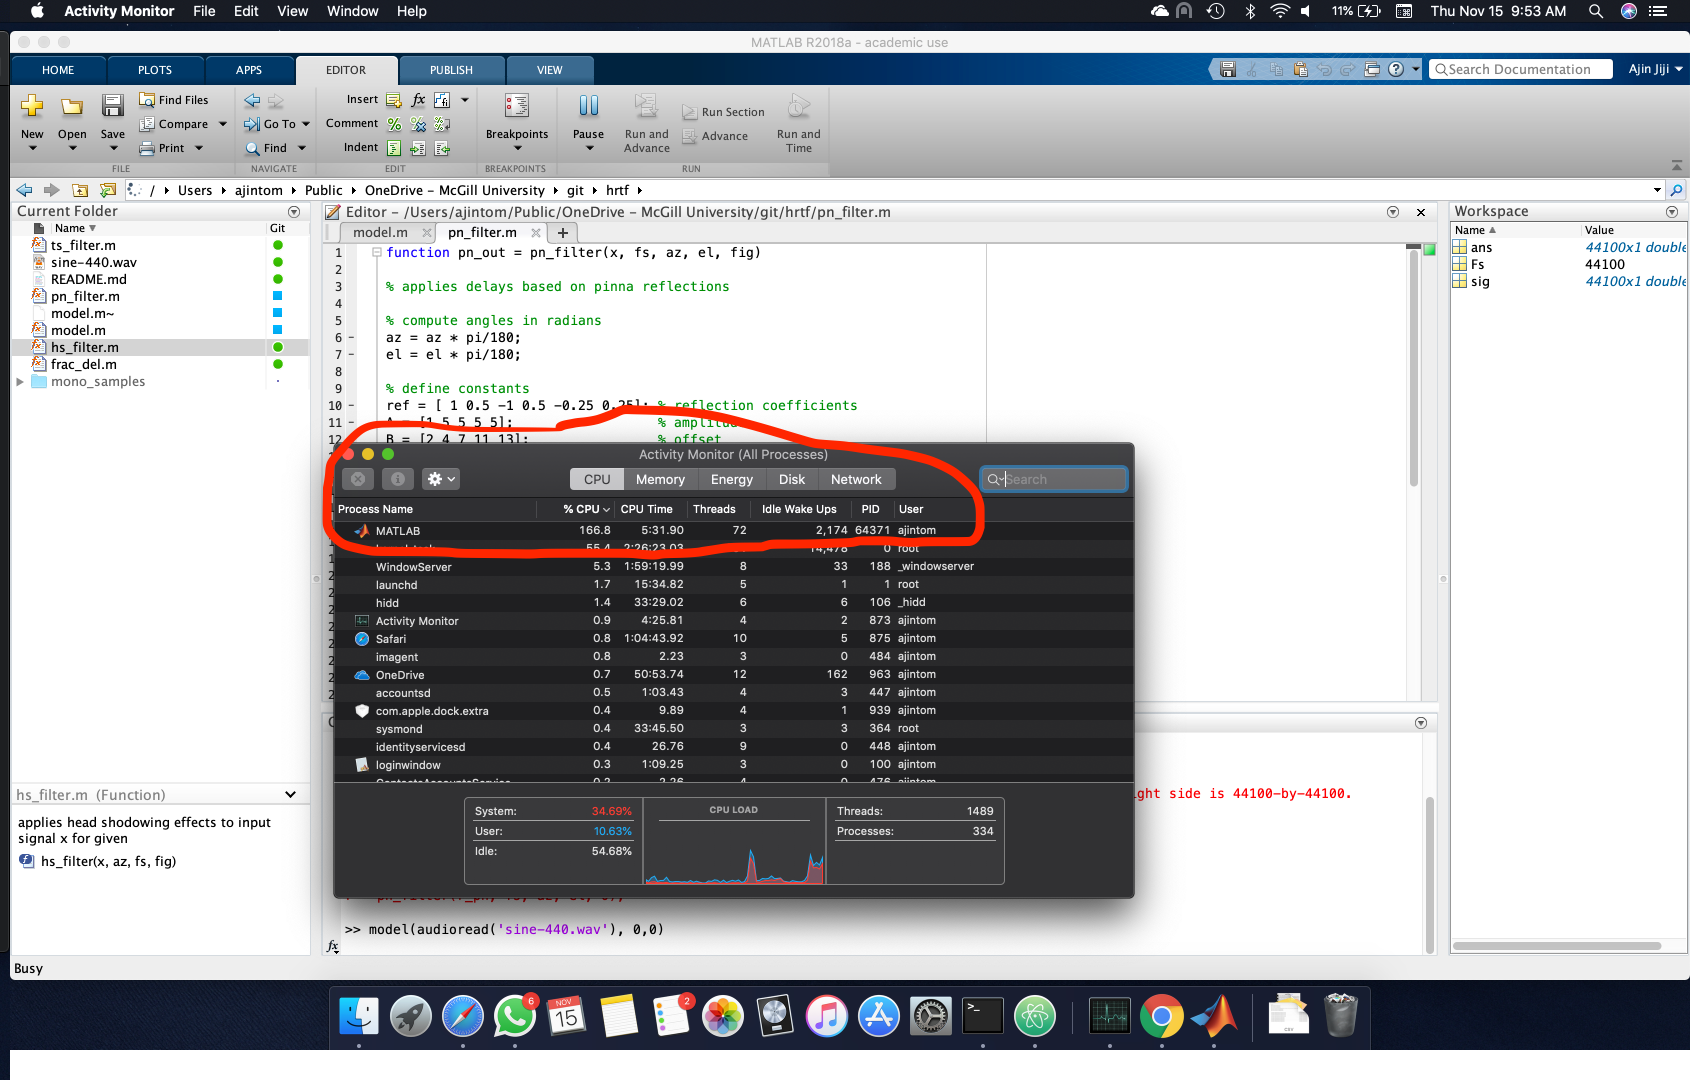 Activity Monitor File Edit View Window Help 11% Thu Nov 15 9:53 AM
MATLAB R2018a - academic use
HOME PLOTS APPS EDITOR PUBLISH VIEW Search Documentation Ajin Jiji
New Open Save Find Files Compare Print Go To Find Insert Comment Indent fx Breakpoints Pause Run and Advance Run Section Advance Run and Time
FILE NAVIGATE EDIT BREAKPOINTS RUN
/ Users ajintom Public OneDrive - McGill University git hrtf
Current Folder
Name Git
ts_filter.m
sine-440.wav
README.md
pn_filter.m
model.m~
model.m
hs_filter.m
frac_del.m
mono_samples
hs_filter.m (Function)
applies head shodowing effects to input
signal x for given
hs_filter(x, az, fs, fig)
Busy
Editor - /Users/ajintom/Public/OneDrive - McGill University/git/hrtf/pn_filter.m
model.m pn_filter.m +
1 function pn_out = pn_filter(x, fs, az, el, fig)
2
3 % applies delays based on pinna reflections
4
5 % compute angles in radians
6 - az = az * pi/180;
7 - el = el * pi/180;
8
9 % define constants
10 - ref = [ 1 0.5 -1 0.5 -0.25 0.25]; % reflection coefficients
11 - A = [1 5 5 5 5]; % amplitude
12 B = [2 4 7 11 13]; % offset
Activity Monitor (All Processes)
CPU Memory Energy Disk Network Search
Process Name % CPU CPU Time Threads Idle Wake Ups PID User
MATLAB 166.8 5:31.90 72 2,174 64371 ajintom
55.4 2:26:23.03 14,478 0 root
WindowServer 5.3 1:59:19.99 8 33 188 _windowserver
launchd 1.7 15:34.82 5 1 1 root
hidd 1.4 33:29.02 6 6 106 _hidd
Activity Monitor 0.9 4:25.81 4 2 873 ajintom
Safari 0.8 1:04:43.92 10 5 875 ajintom
imagent 0.8 2.23 3 0 484 ajintom
OneDrive 0.7 50:53.74 12 162 963 ajintom
accountsd 0.5 1:03.43 4 3 447 ajintom
com.apple.dock.extra 0.4 9.89 4 1 939 ajintom
sysmond 0.4 33:45.50 3 3 364 root
identityservicesd 0.4 26.76 9 0 448 ajintom
loginwindow 0.3 1:09.25 3 0 100 ajintom
ContactsAccountsService 0.2 2.26 4 0 476 ajintom
System: 34.69%
User: 10.63%
Idle: 54.68%
CPU LOAD
Threads: 1489
Processes: 334
ght side is 44100-by-44100.
>> model(audioread('sine-440.wav'), 0,0)
fx
Workspace
Name Value
ans 44100x1 double
Fs 44100
sig 44100x1 double
6 NOV 15 2